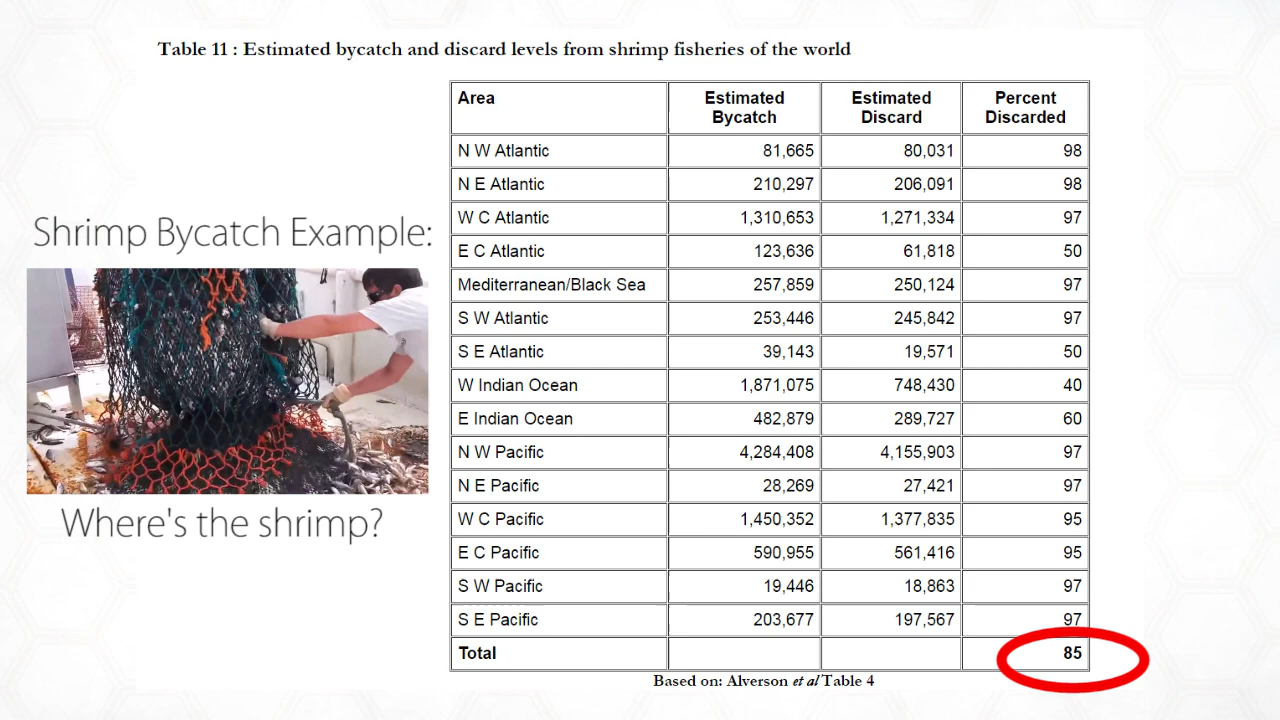 Table 11 : Estimated bycatch and discard levels from shrimp fisheries of the world
Shrimp Bycatch Example:
Where's the shrimp?
Area Estimated Bycatch Estimated Discard Percent Discarded
N W Atlantic 81,665 80,031 98
N E Atlantic 210,297 206,091 98
W C Atlantic 1,310,653 1,271,334 97
E C Atlantic 123,636 61,818 50
Mediterranean/Black Sea 257,859 250,124 97
S W Atlantic 253,446 245,842 97
S E Atlantic 39,143 19,571 50
W Indian Ocean 1,871,075 748,430 40
E Indian Ocean 482,879 289,727 60
N W Pacific 4,284,408 4,155,903 97
N E Pacific 28,269 27,421 97
W C Pacific 1,450,352 1,377,835 95
E C Pacific 590,955 561,416 95
S W Pacific 19,446 18,863 97
S E Pacific 203,677 197,567 97
Total 85
Based on: Alverson et al Table 4